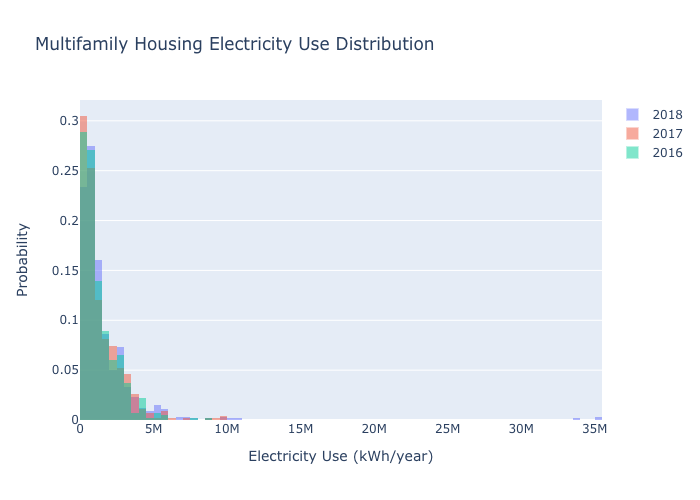 Multifamily Housing Electricity Use Distribution
2018
2017
2016
0.3
0.25
0.2
0.15
0.1
0.05
0
0 5M 10M 15M 20M 25M 30M 35M
Probability
Electricity Use (kWh/year)